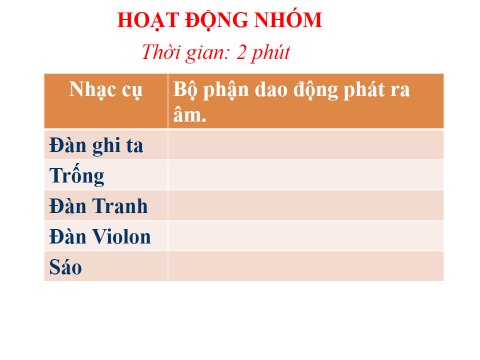 HOẠT ĐỘNG NHÓM
Thời gian: 2 phút
Nhạc cụ
Bộ phận dao động phát ra
âm.
Đàn ghi ta
Trống
Đàn Tranh
Đàn Violon
Sáo